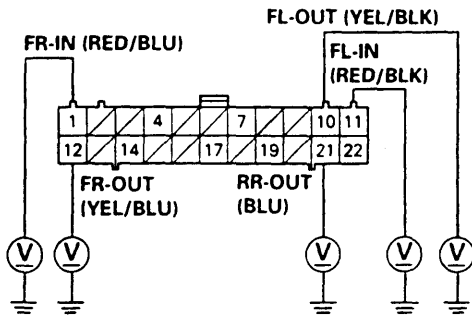 FL-OUT (YEL/BLK)
FR-IN (RED/BLU)
FL-IN
(RED/BLK)
1 4 7 10 11
12 14 17 19 21 22
FR-OUT
(YEL/BLU)
RR-OUT
(BLU)
V V V V V